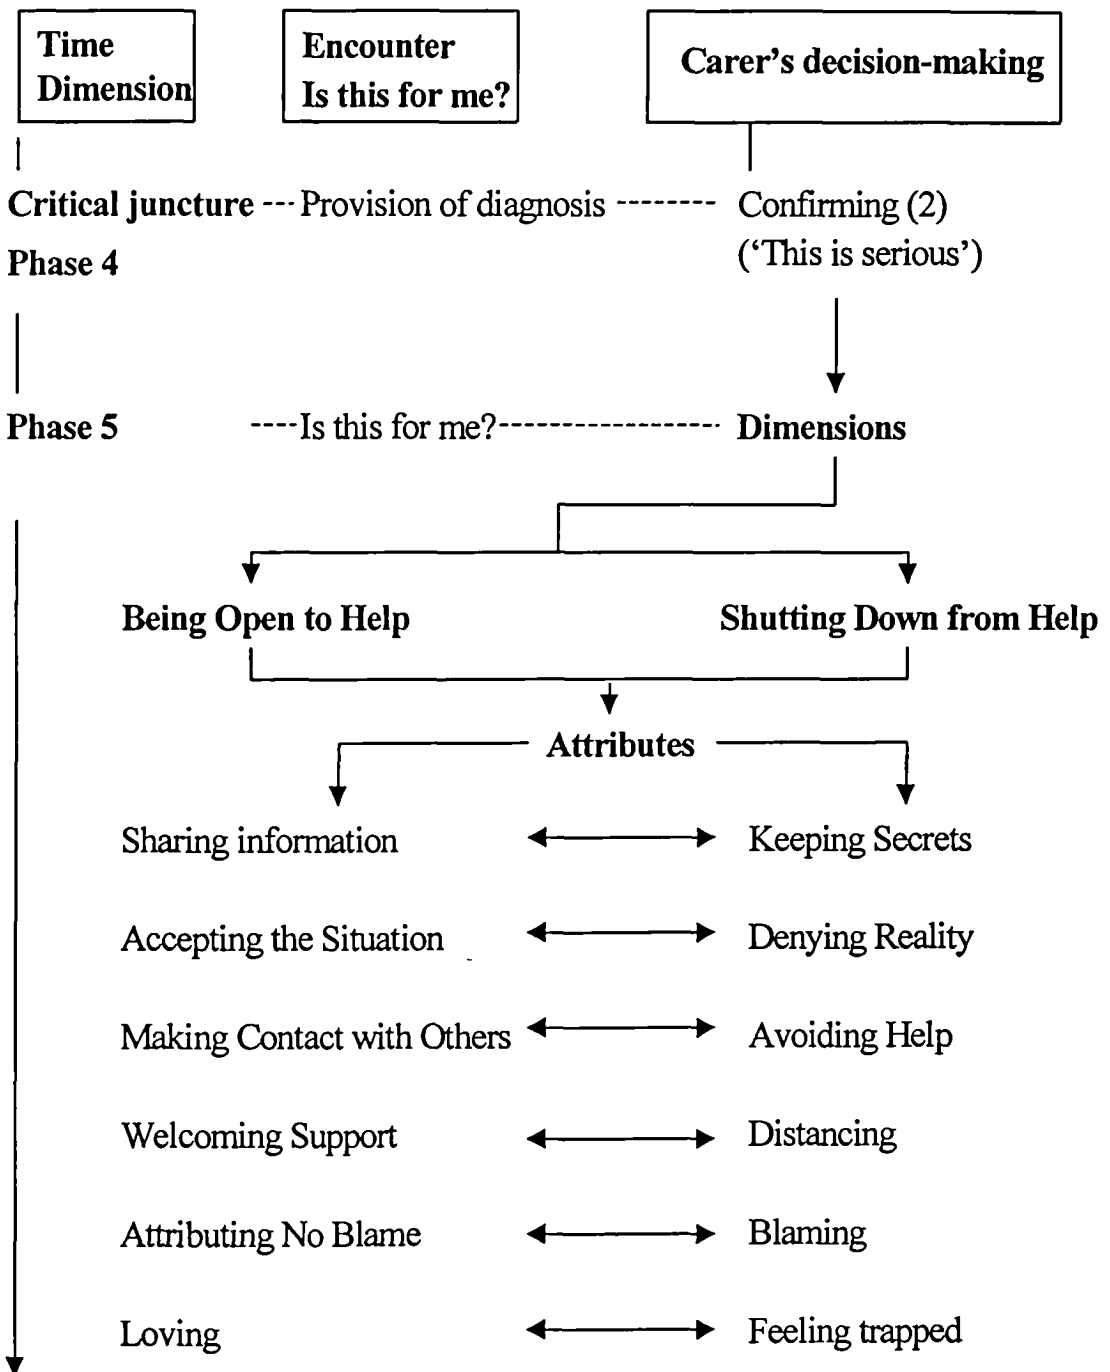 Time
Dimension
Encounter
Is this for me?
Carer's decision-making
Critical juncture --- Provision of diagnosis -------- Confirming (2)
Phase 4
('This is serious')
Phase 5 ----Is this for me?--------------- Dimensions
Being Open to Help
Shutting Down from Help
Attributes
Sharing information
Keeping Secrets
Accepting the Situation
Denying Reality
Making Contact with Others
Avoiding Help
Welcoming Support
Distancing
Attributing No Blame
Blaming
Loving
Feeling trapped